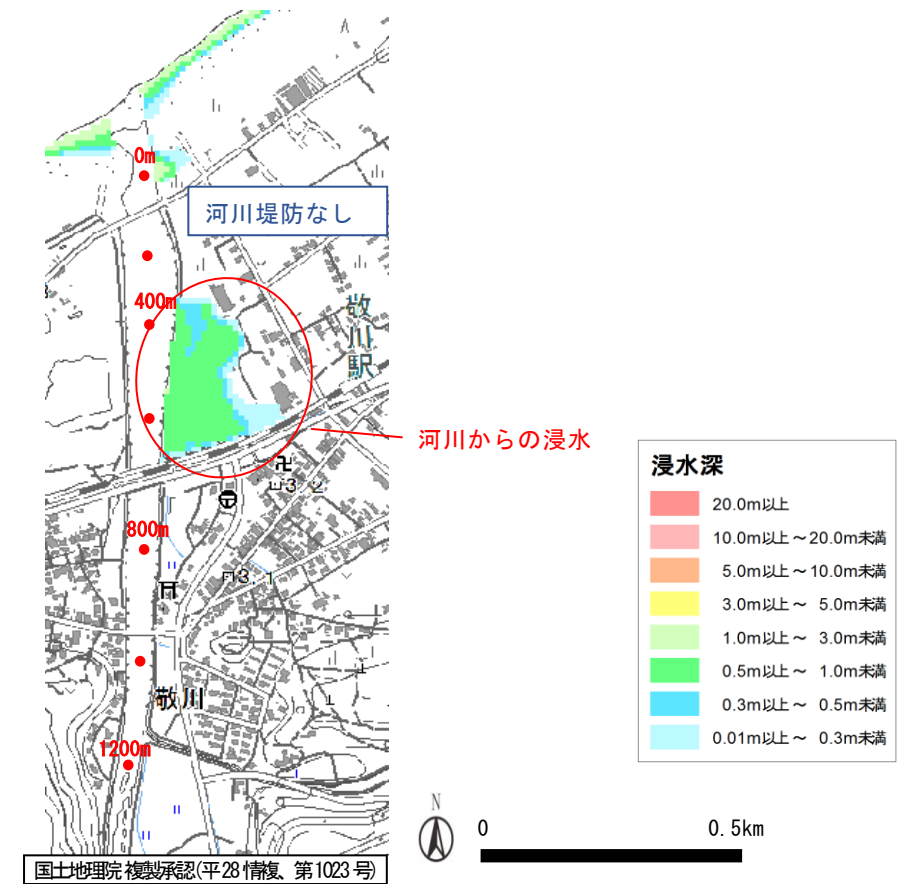 0m
河川堤防なし
400m
敬川駅
河川からの浸水
3.2
800m
3.1
敬川
1200m
国土地理院 複製承認(平28情複、第1023号)
浸水深
20.0m以上
10.0m以上～20.0m未満
5.0m以上～10.0m未満
3.0m以上～ 5.0m未満
1.0m以上～ 3.0m未満
0.5m以上～ 1.0m未満
0.3m以上～ 0.5m未満
0.01m以上～ 0.3m未満
N
0 0.5km